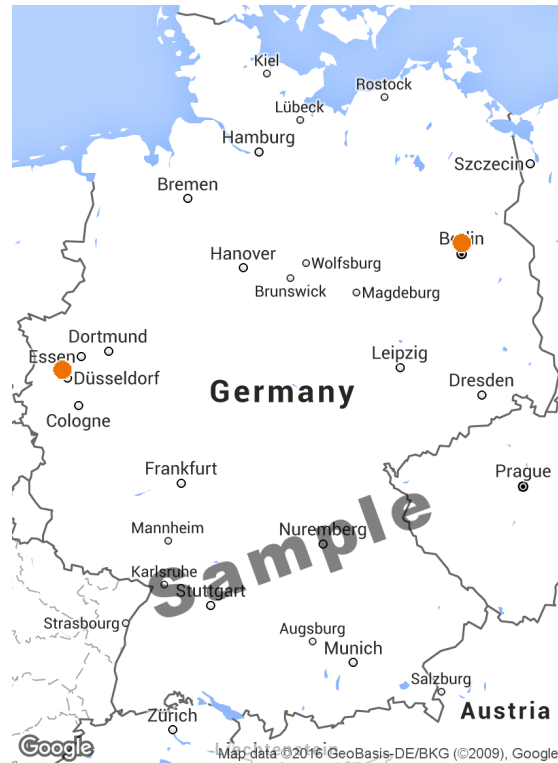 Kiel
Rostock
Lübeck
Hamburg
Szczecin
Bremen
Berlin
Hanover
Wolfsburg
Brunswick
Magdeburg
Dortmund
Essen
Leipzig
Düsseldorf
Germany
Dresden
Cologne
Frankfurt
Prague
Sample
Mannheim
Nuremberg
Karlsruhe
Stuttgart
Strasbourg
Augsburg
Munich
Salzburg
Austria
Zürich
Liechtenstein
Google
Map data ©2016 GeoBasis-DE/BKG (©2009), Google